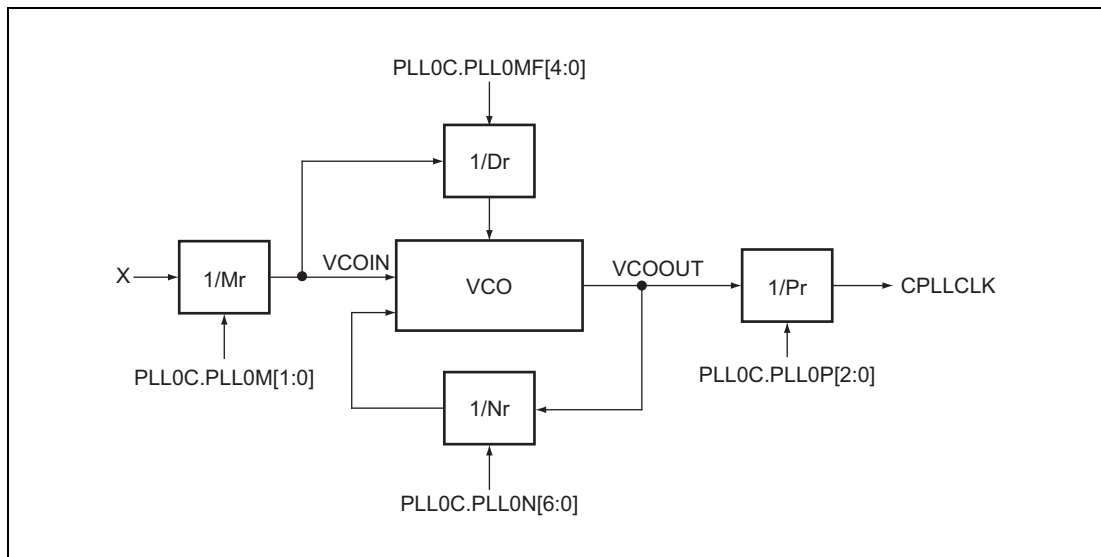 PLL0C.PLL0MF[4:0]
1/Dr
X
1/Mr
VCOIN
VCO
VCOOUT
1/Pr
CPLLCLK
PLL0C.PLL0M[1:0]
PLL0C.PLL0P[2:0]
1/Nr
PLL0C.PLL0N[6:0]